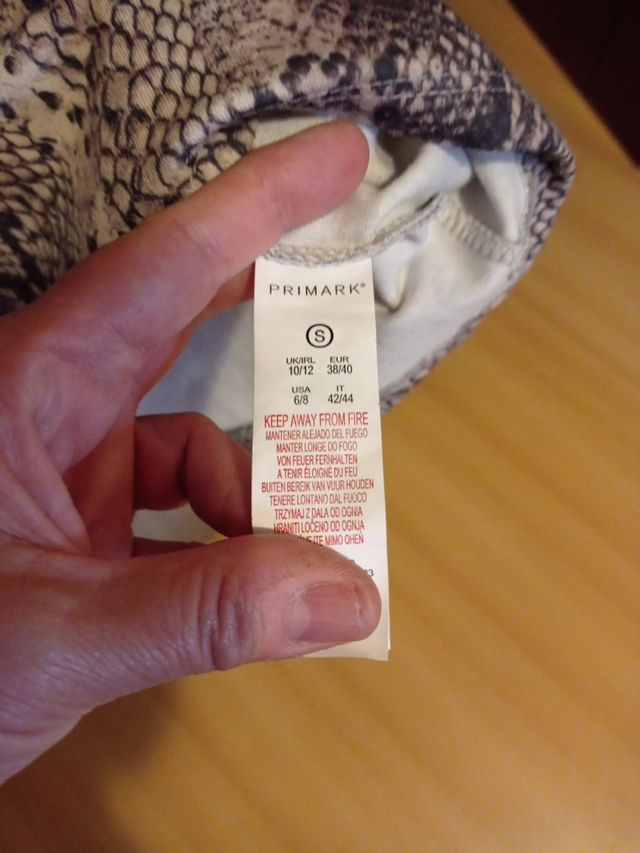 PRIMARK®
S
UK/IRL EUR
10/12 38/40
USA IT
6/8 42/44
KEEP AWAY FROM FIRE
MANTENER ALEJADO DEL FUEGO
MANTER LONGE DO FOGO
VON FEUER FERNHALTEN
A TENIR ÉLOIGNÉ DU FEU
BUITEN BEREIK VAN VUUR HOUDEN
TENERE LONTANO DAL FUOCO
TRZYMAJ Z DALA OD OGNIA
HRANITI LOČENO OD OGNJA
MIMO OHEŇ